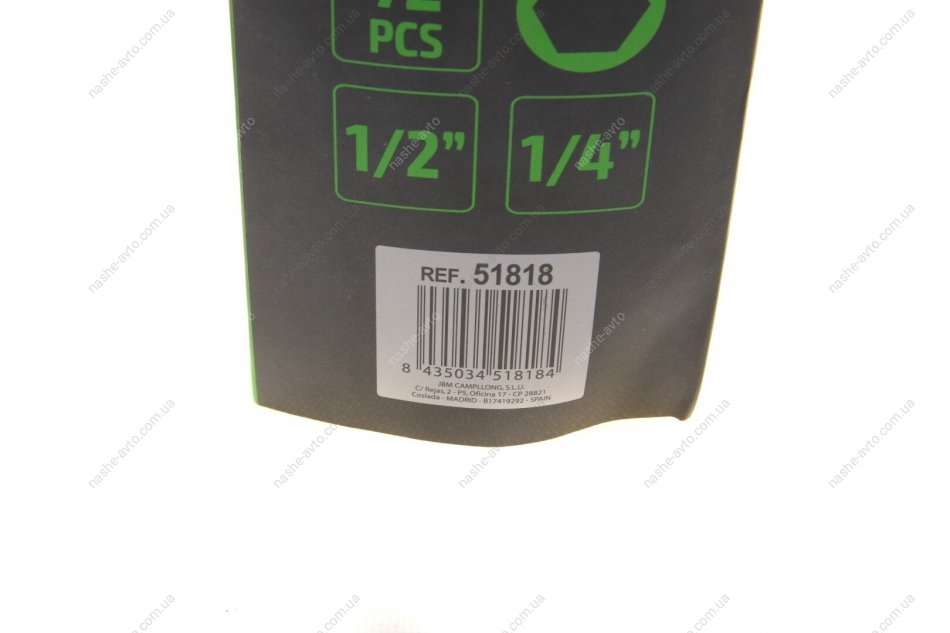 PCS
1/2” 1/4”
REF. 51818
8 435034 518184
JBM CAMPLLONG, S.L.U.
C/ Rejas, 2 - P5, Oficina 17 - CP 28821
Coslada - MADRID - B17419292 - SPAIN
nashe-avto.com.ua